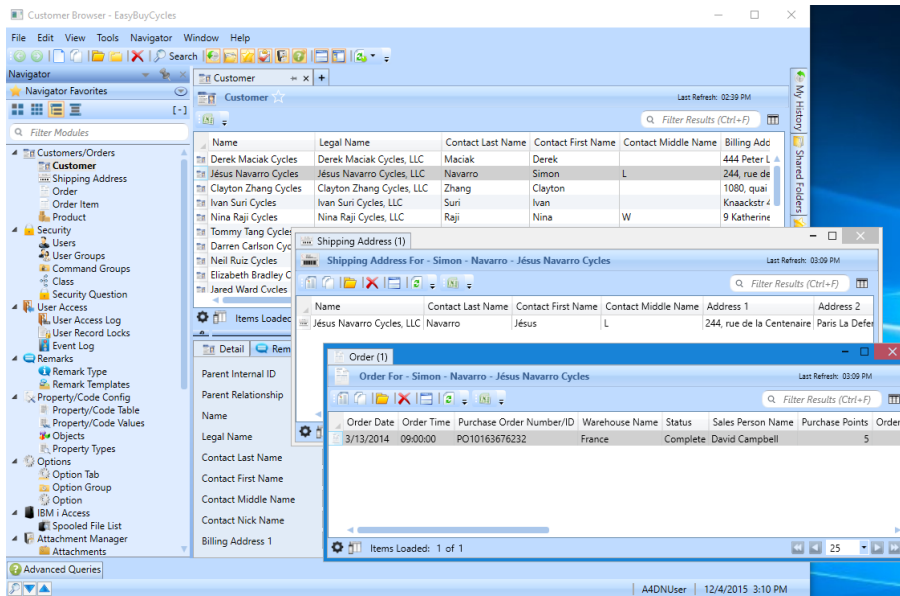 Customer Browser - EasyBuyCycles
File Edit View Tools Navigator Window Help
Search
Navigator
Navigator Favorites
[-]
Filter Modules
Customers/Orders
Customer
Shipping Address
Order
Order Item
Product
Security
Users
User Groups
Command Groups
Class
Security Question
User Access
User Access Log
User Record Locks
Event Log
Remarks
Remark Type
Remark Templates
Property/Code Config
Property/Code Table
Property/Code Values
Objects
Property Types
Options
Option Tab
Option Group
Option
IBM i Access
Spooled File List
Attachment Manager
Attachments
Advanced Queries
Customer
Customer Last Refresh: 02:39 PM
Filter Results (Ctrl+F)
Name Legal Name Contact Last Name Contact First Name Contact Middle Name Billing Add
Derek Maciak Cycles Derek Maciak Cycles, LLC Maciak Derek 444 Peter L
Jésus Navarro Cycles Jésus Navarro Cycles, LLC Navarro Simon L 244, rue de
Clayton Zhang Cycles Clayton Zhang Cycles, LLC Zhang Clayton 1080, quai
Ivan Suri Cycles Ivan Suri Cycles, LLC Suri Ivan Knaackstr 4
Nina Raji Cycles Nina Raji Cycles, LLC Raji Nina W 9 Katherine
Tommy Tang Cycles
Darren Carlson Cyc
Neil Ruiz Cycles
Elizabeth Bradley C
Jared Ward Cycles
Items Loaded
Detail Rem
Parent Internal ID
Parent Relationship
Name
Legal Name
Contact Last Name
Contact First Name
Contact Middle Name
Contact Nick Name
Billing Address 1
My History
Shared Folders
Shipping Address (1)
Shipping Address For - Simon - Navarro - Jésus Navarro Cycles Last Refresh: 03:09 PM
Filter Results (Ctrl+F)
Name Contact Last Name Contact First Name Contact Middle Name Address 1 Address 2
Jésus Navarro Cycles, LLC Navarro Jésus L 244, rue de la Centenaire Paris La Defer
Order (1)
Order For - Simon - Navarro - Jésus Navarro Cycles Last Refresh: 03:09 PM
Filter Results (Ctrl+F)
Order Date Order Time Purchase Order Number/ID Warehouse Name Status Sales Person Name Purchase Points Order
3/13/2014 09:00:00 PO10163676232 France Complete David Campbell 5
Items Loaded: 1 of 1 25
A4DNUser 12/4/2015 3:10 PM